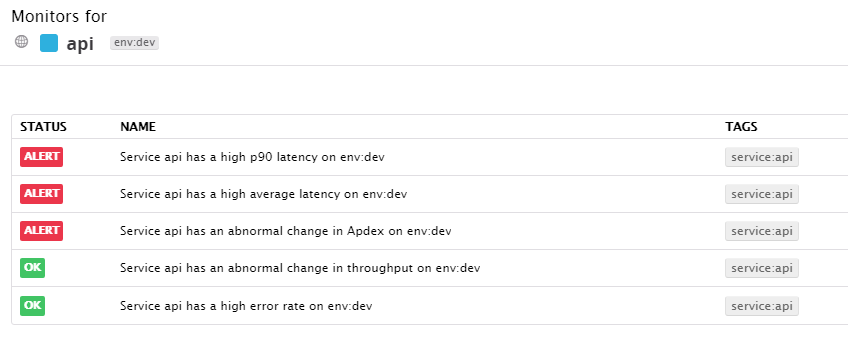 Monitors for
api env:dev
STATUS NAME TAGS
ALERT Service api has a high p90 latency on env:dev service:api
ALERT Service api has a high average latency on env:dev service:api
ALERT Service api has an abnormal change in Apdex on env:dev service:api
OK Service api has an abnormal change in throughput on env:dev service:api
OK Service api has a high error rate on env:dev service:api